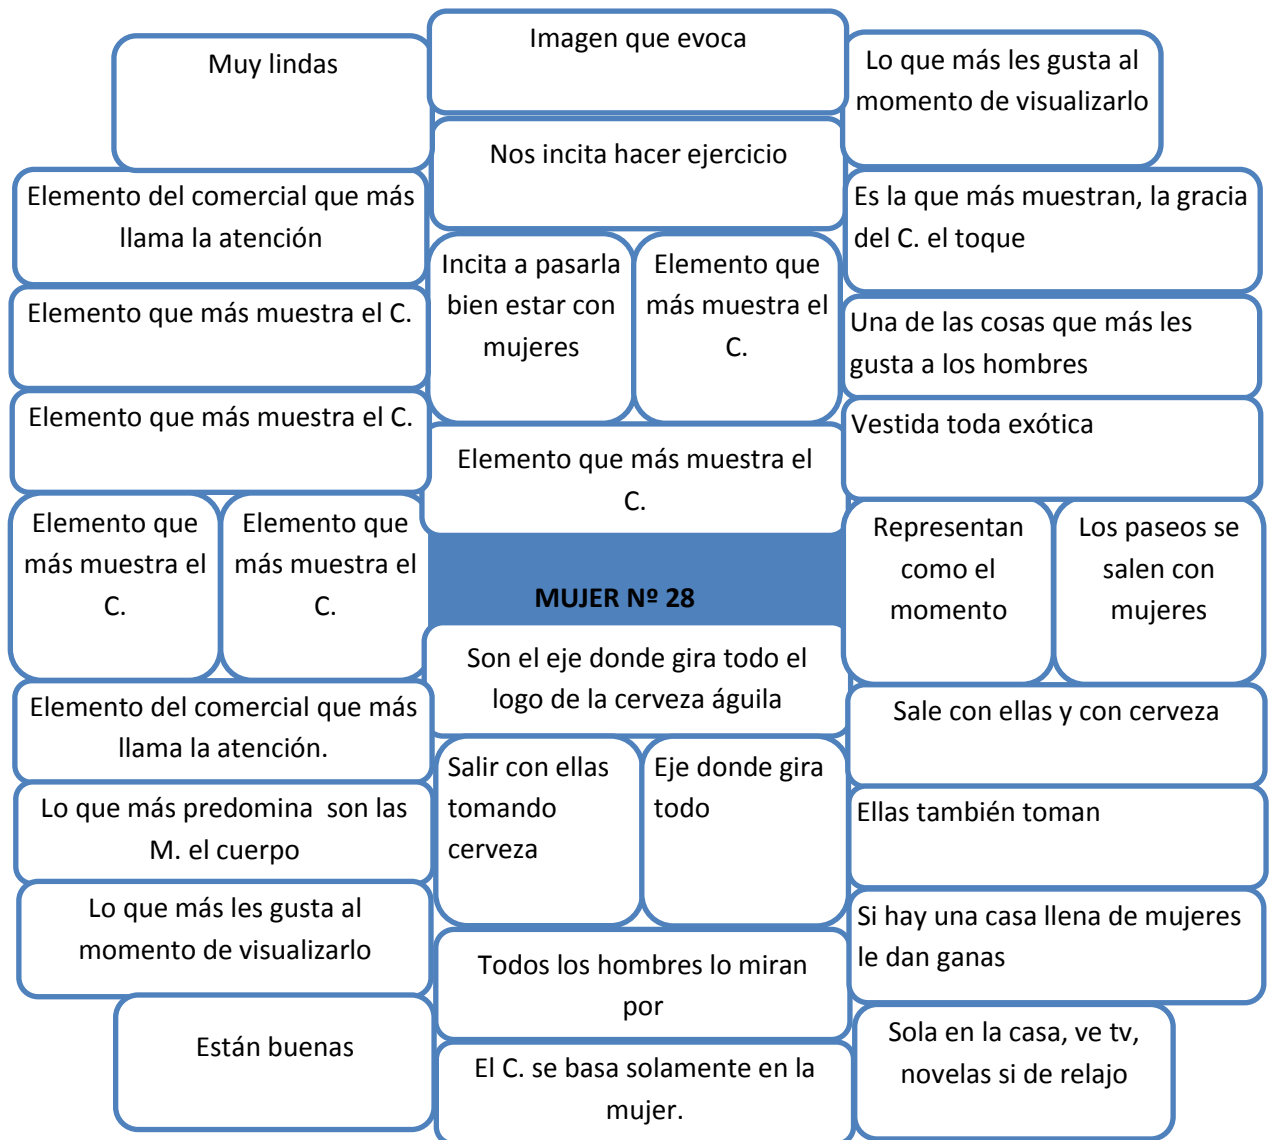 Muy lindas
Imagen que evoca
Lo que más les gusta al
momento de visualizarlo
Nos incita hacer ejercicio
Elemento del comercial que más
llama la atención
Es la que más muestran, la gracia
del C. el toque
Incita a pasarla
bien estar con
mujeres
Elemento que
más muestra el
C.
Elemento que más muestra el C.
Una de las cosas que más les
gusta a los hombres
Elemento que más muestra el C.
Vestida toda exótica
Elemento que más muestra el
C.
Elemento que
más muestra el
C.
Elemento que
más muestra el
C.
MUJER Nº 28
Representan
como el
momento
Los paseos se
salen con
mujeres
Son el eje donde gira todo el
logo de la cerveza águila
Elemento del comercial que más
llama la atención.
Sale con ellas y con cerveza
Salir con ellas
tomando
cerveza
Eje donde gira
todo
Lo que más predomina  son las
M. el cuerpo
Ellas también toman
Lo que más les gusta al
momento de visualizarlo
Si hay una casa llena de mujeres
le dan ganas
Todos los hombres lo miran
por
Están buenas
Sola en la casa, ve tv,
novelas si de relajo
El C. se basa solamente en la
mujer.